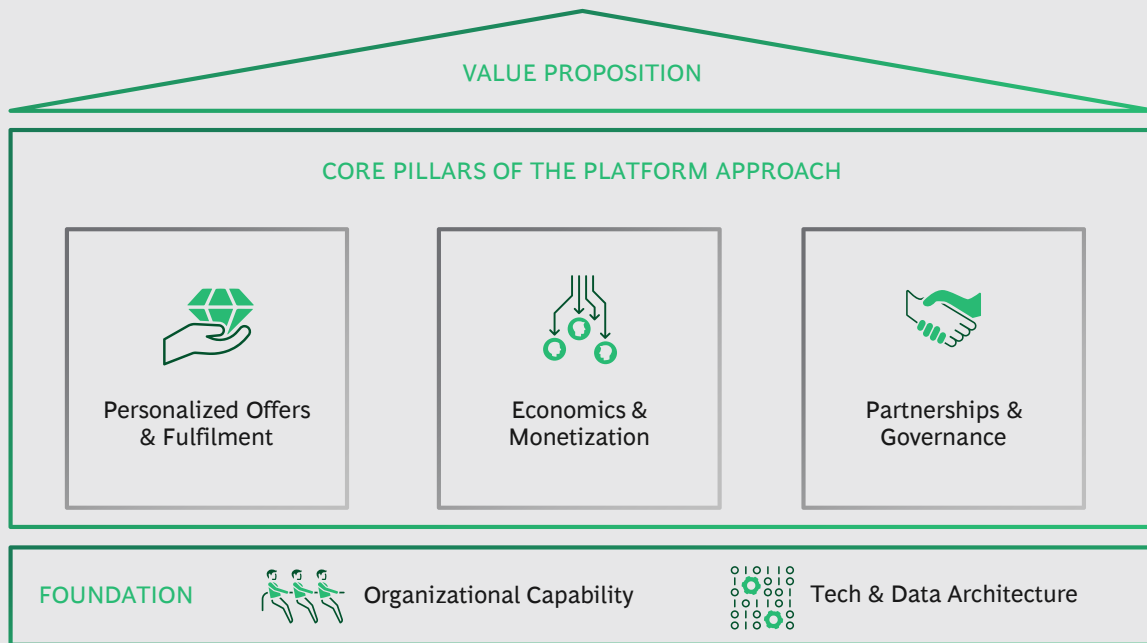 VALUE PROPOSITION
CORE PILLARS OF THE PLATFORM APPROACH
Personalized Offers
& Fulfilment
Economics &
Monetization
Partnerships &
Governance
FOUNDATION
Organizational Capability
Tech & Data Architecture